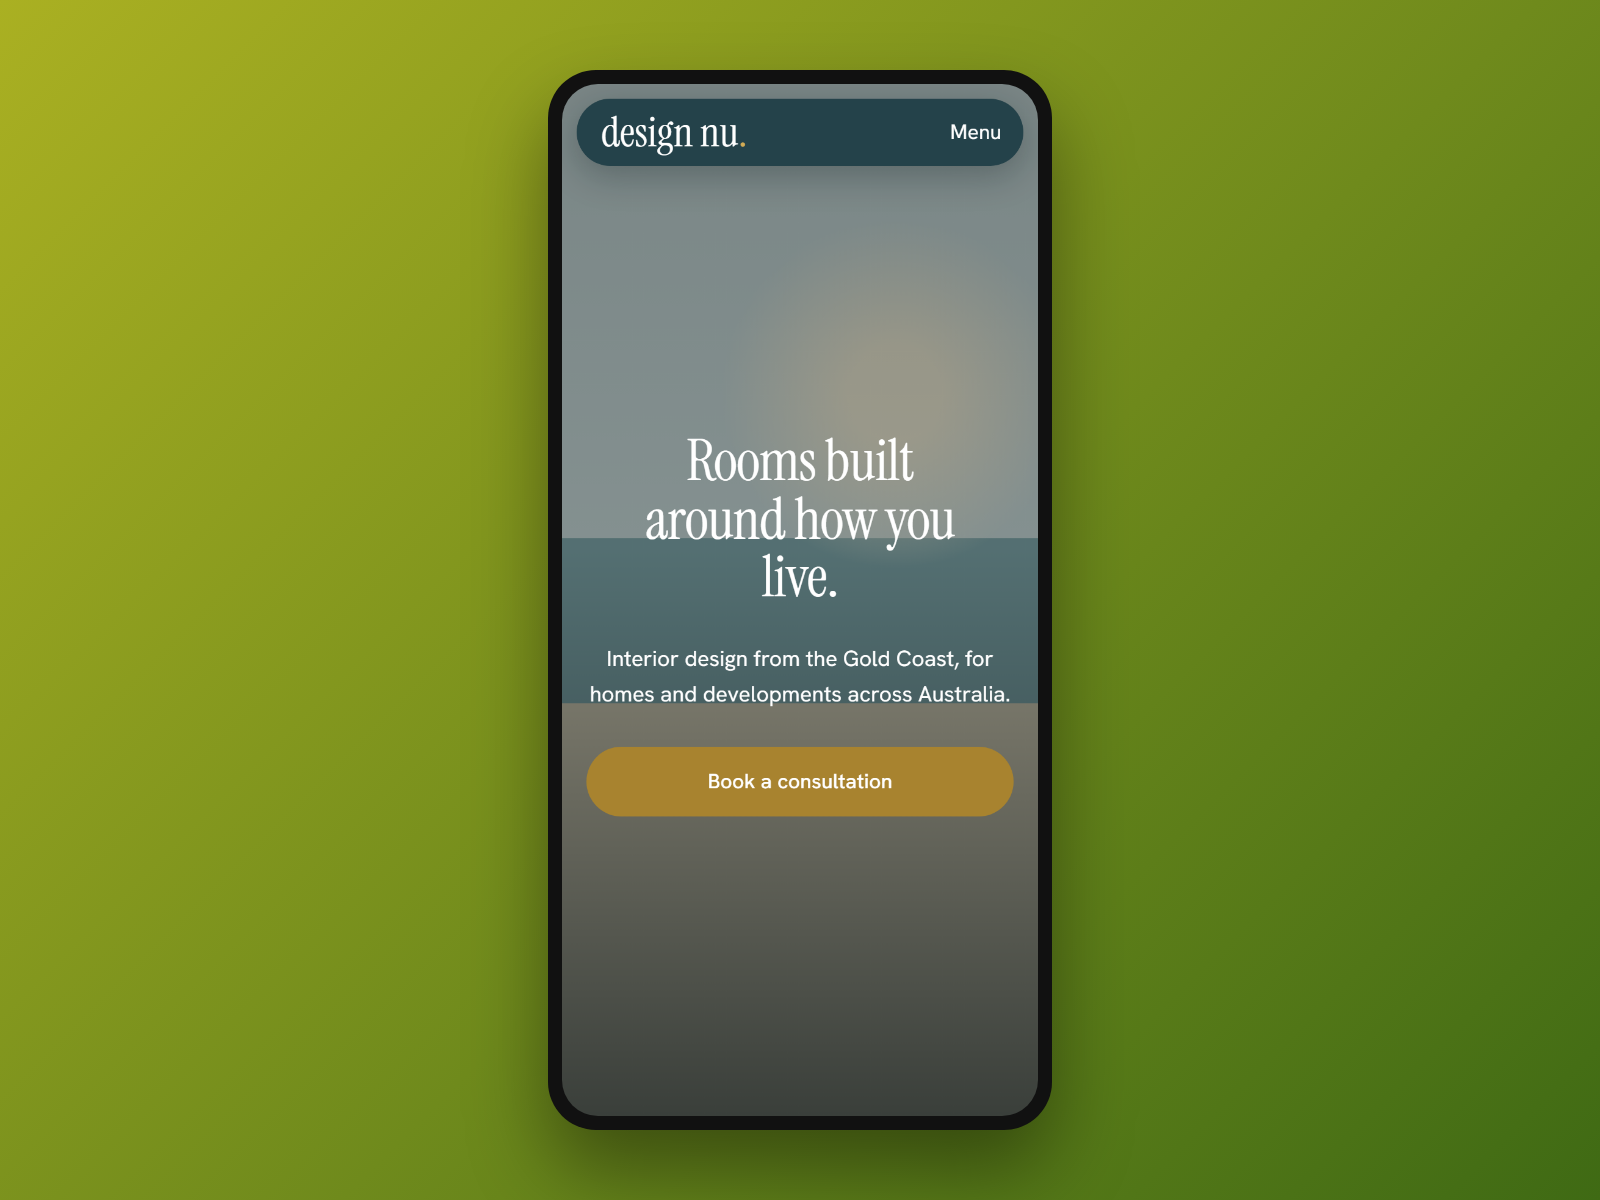 design nu.
Menu
Rooms built
around how you
live.
Interior design from the Gold Coast, for
homes and developments across Australia.
Book a consultation